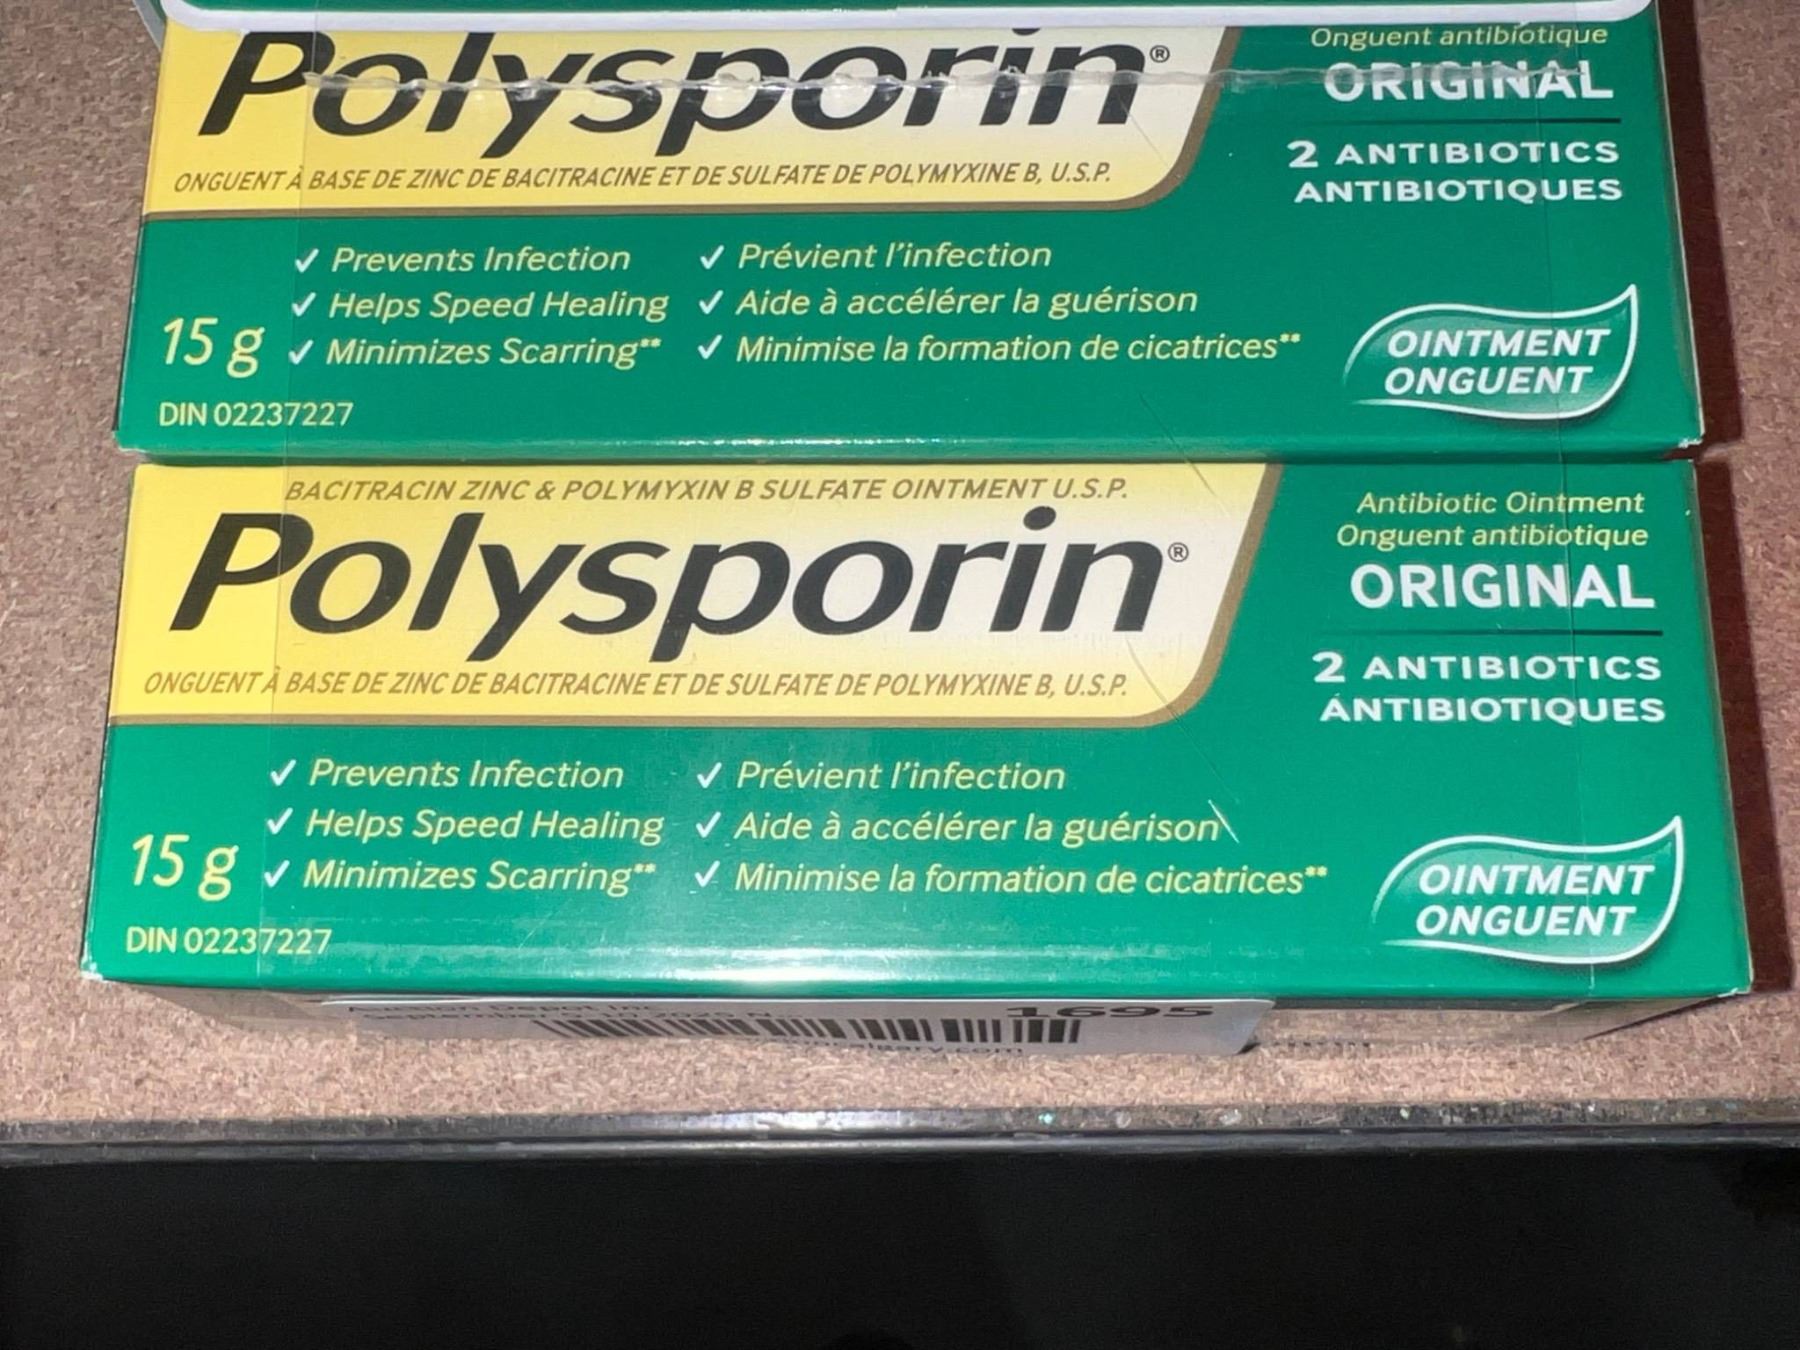 Polysporin®
ONGUENT À BASE DE ZINC DE BACITRACINE ET DE SULFATE DE POLYMYXINE B, U.S.P.
Onguent antibiotique
ORIGINAL
2 ANTIBIOTICS
ANTIBIOTIQUES
✓ Prevents Infection
✓ Helps Speed Healing
✓ Minimizes Scarring**
✓ Prévient l'infection
✓ Aide à accélérer la guérison
✓ Minimise la formation de cicatrices**
15 g
DIN 02237227
OINTMENT
ONGUENT
BACITRACIN ZINC & POLYMYXIN B SULFATE OINTMENT U.S.P.
Polysporin®
ONGUENT À BASE DE ZINC DE BACITRACINE ET DE SULFATE DE POLYMYXINE B, U.S.P.
Antibiotic Ointment
Onguent antibiotique
ORIGINAL
2 ANTIBIOTICS
ANTIBIOTIQUES
✓ Prevents Infection
✓ Helps Speed Healing
✓ Minimizes Scarring**
✓ Prévient l'infection
✓ Aide à accélérer la guérison
✓ Minimise la formation de cicatrices**
15 g
DIN 02237227
OINTMENT
ONGUENT
Auction Depot Inc
1695